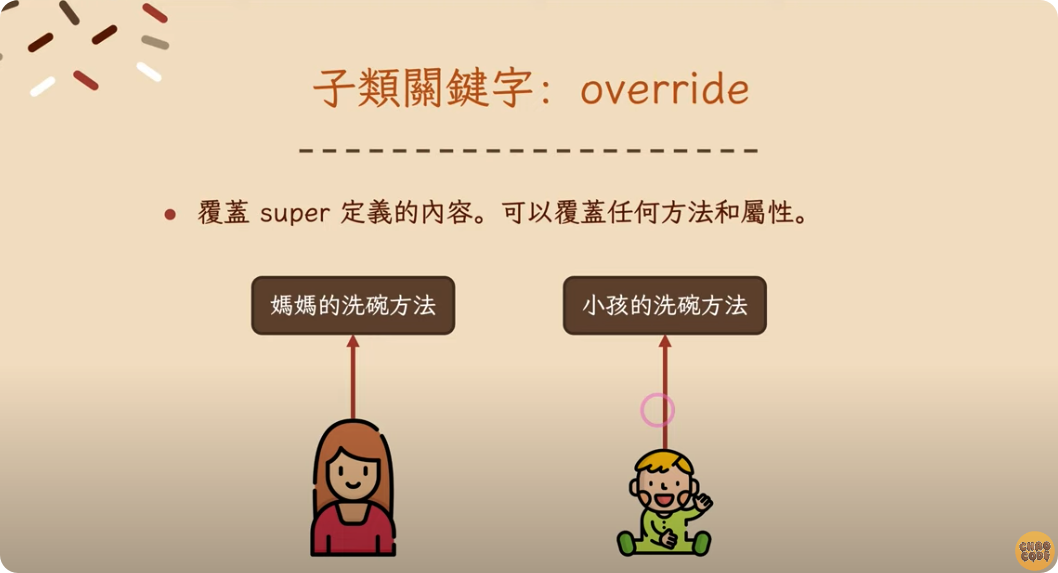 子類關鍵字：override
覆蓋 super 定義的內容。可以覆蓋任何方法和屬性。
媽媽的洗碗方法
小孩的洗碗方法
CHAO
CODE